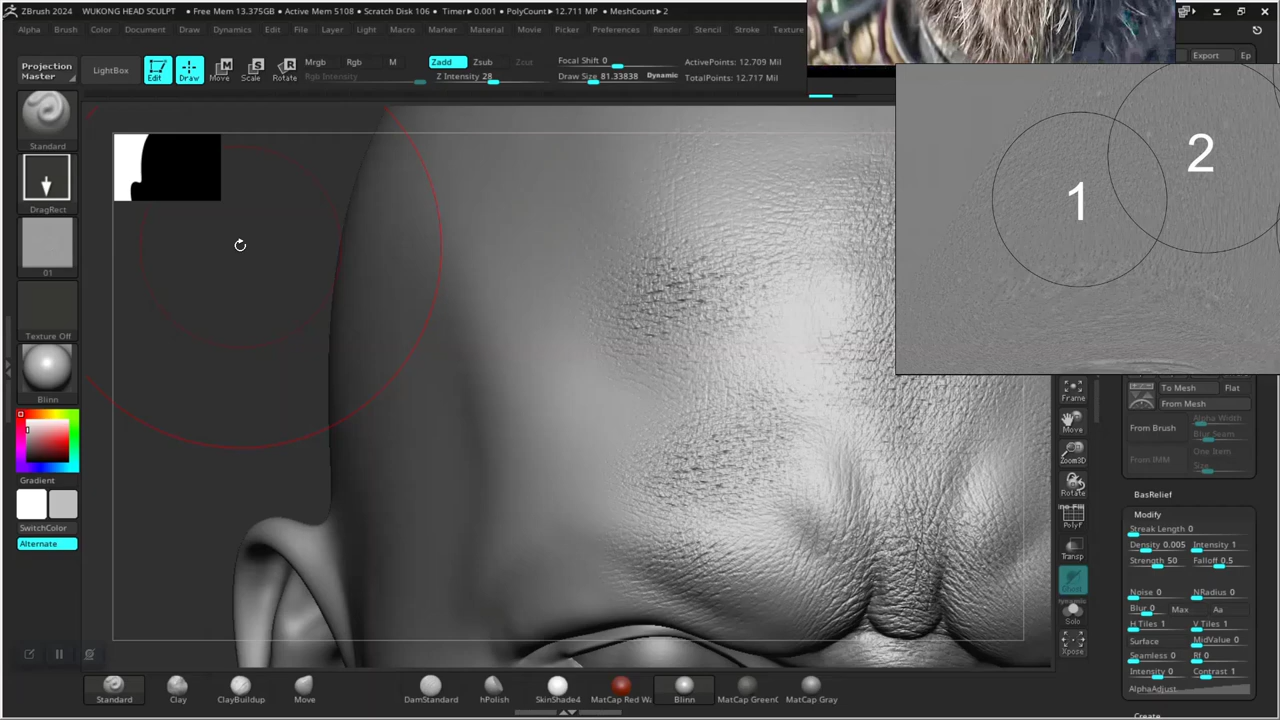 ZBrush 2024 WUKONG HEAD SCULPT • Free Mem 13.375GB • Active Mem 5108 • Scratch Disk 106 • Timer▶0.001 • PolyCount▶12.711 MP • MeshCount▶2
Alpha Brush Color Document Draw Dynamics Edit File Layer Light Macro Marker Material Movie Picker Preferences Render Stencil Stroke Texture
Projection Master
LightBox
Edit
Draw
Move
Scale
Rotate
Mrgb Rgb M
Rgb Intensity
Zadd Zsub Zcut
Z Intensity 28
Focal Shift 0
Draw Size 81.33838 Dynamic
ActivePoints: 12.709 Mil
TotalPoints: 12.717 Mil
Export
Standard
DragRect
01
Texture Off
Blinn
Gradient
SwitchColor
Alternate
1
2
Frame
Move
Zoom3D
Rotate
PolyF
Transp
Solo
Xpose
To Mesh Flat
From Mesh
Alpha Width
From Brush
Blur Seam
One Item
From IMM
Size
BasRelief
Modify
Streak Length 0
Density 0.005 Intensity 1
Strength 50 Falloff 0.5
Noise 0 NRadius 0
Blur 0 Max Aa
H Tiles 1 V Tiles 1
Surface MidValue 0
Seamless 0 Rf 0
Intensity 0 Contrast 1
AlphaAdjust
Create
Standard Clay ClayBuildup Move DamStandard hPolish SkinShade4 MatCap Red W Blinn MatCap Green MatCap Gray